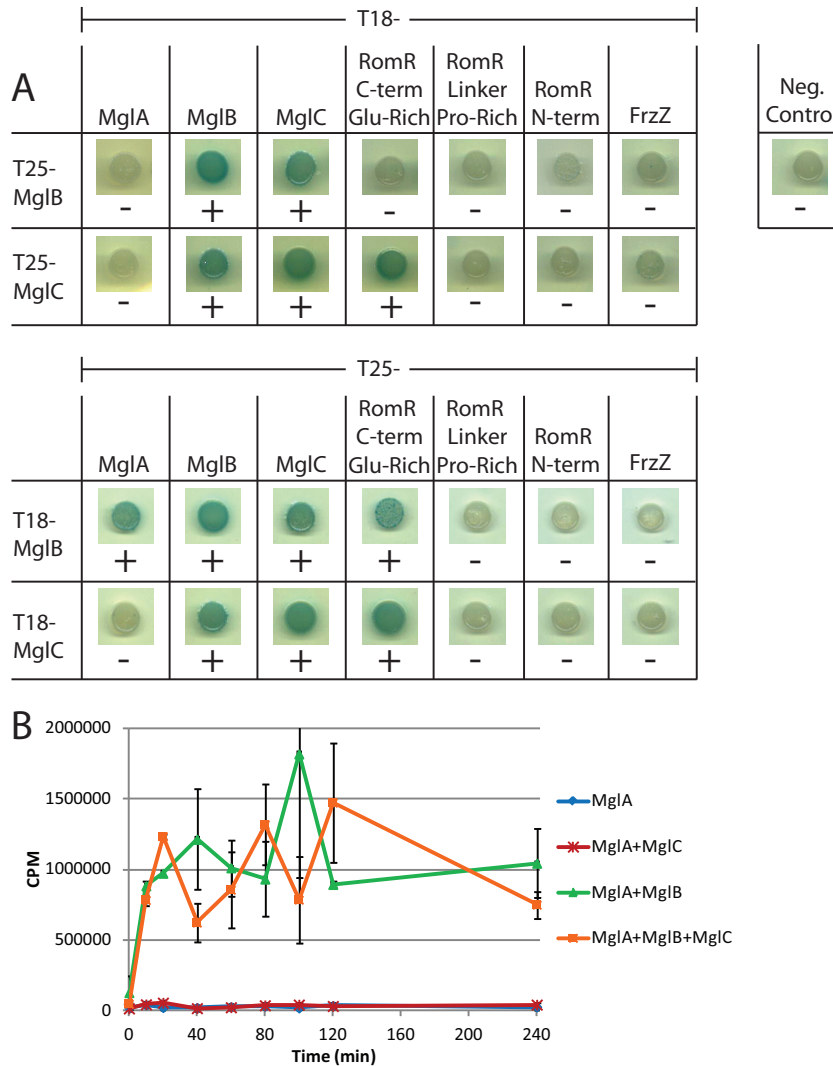 T18-
A
MglA
MglB
MglC
RomR
C-term
Glu-Rich
RomR
Linker
Pro-Rich
RomR
N-term
FrzZ
Neg.
Control
T25-
MglB
- + + - - - -
-
T25-
MglC
- + + + - - -
T25-
MglA
MglB
MglC
RomR
C-term
Glu-Rich
RomR
Linker
Pro-Rich
RomR
N-term
FrzZ
T18-
MglB
+ + + + - - -
T18-
MglC
- + + + - - -
B
2000000
1500000
1000000
500000
0
CPM
0 40 80 120 160 200 240
Time (min)
MglA
MglA+MglC
MglA+MglB
MglA+MglB+MglC